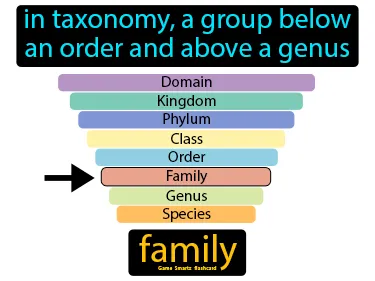 in taxonomy, a group below
an order and above a genus
Domain
Kingdom
Phylum
Class
Order
Family
Genus
Species
family
Game Smartz flashcard